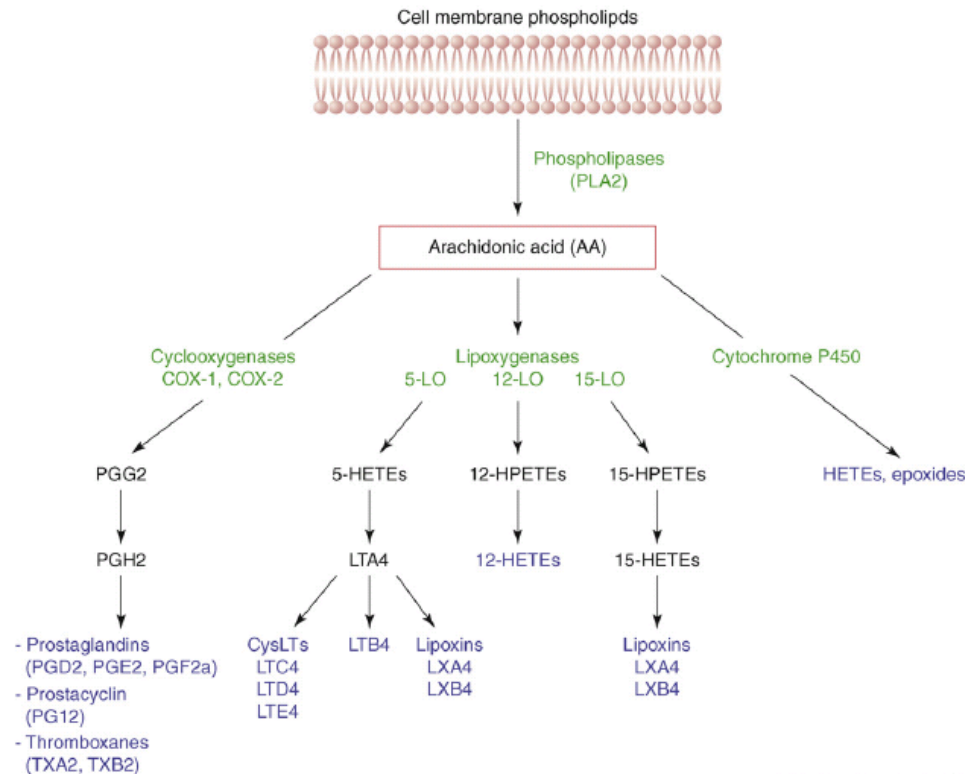 Cell membrane phospholipds
Phospholipases
(PLA2)
Arachidonic acid (AA)
Cyclooxygenases
COX-1, COX-2
Lipoxygenases
5-LO 12-LO 15-LO
Cytochrome P450
PGG2
5-HETEs
12-HPETEs
15-HPETEs
HETEs, epoxides
PGH2
LTA4
12-HETEs
15-HETEs
- Prostaglandins
(PGD2, PGE2, PGF2a)
- Prostacyclin
(PG12)
- Thromboxanes
(TXA2, TXB2)
CysLTs
LTC4
LTD4
LTE4
LTB4
Lipoxins
LXA4
LXB4
Lipoxins
LXA4
LXB4